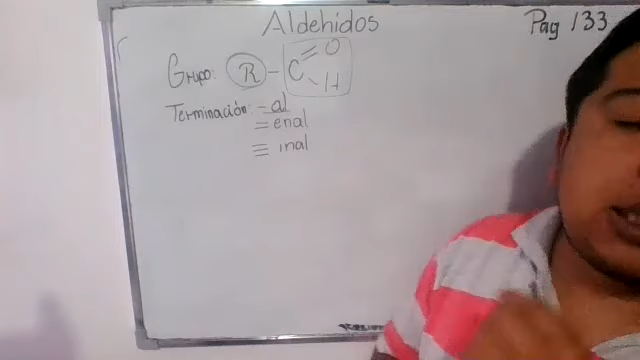 Aldehidos
Pag 133
Grupo: R - C = O
\ H
Terminación: - al
= enal
≡ inal